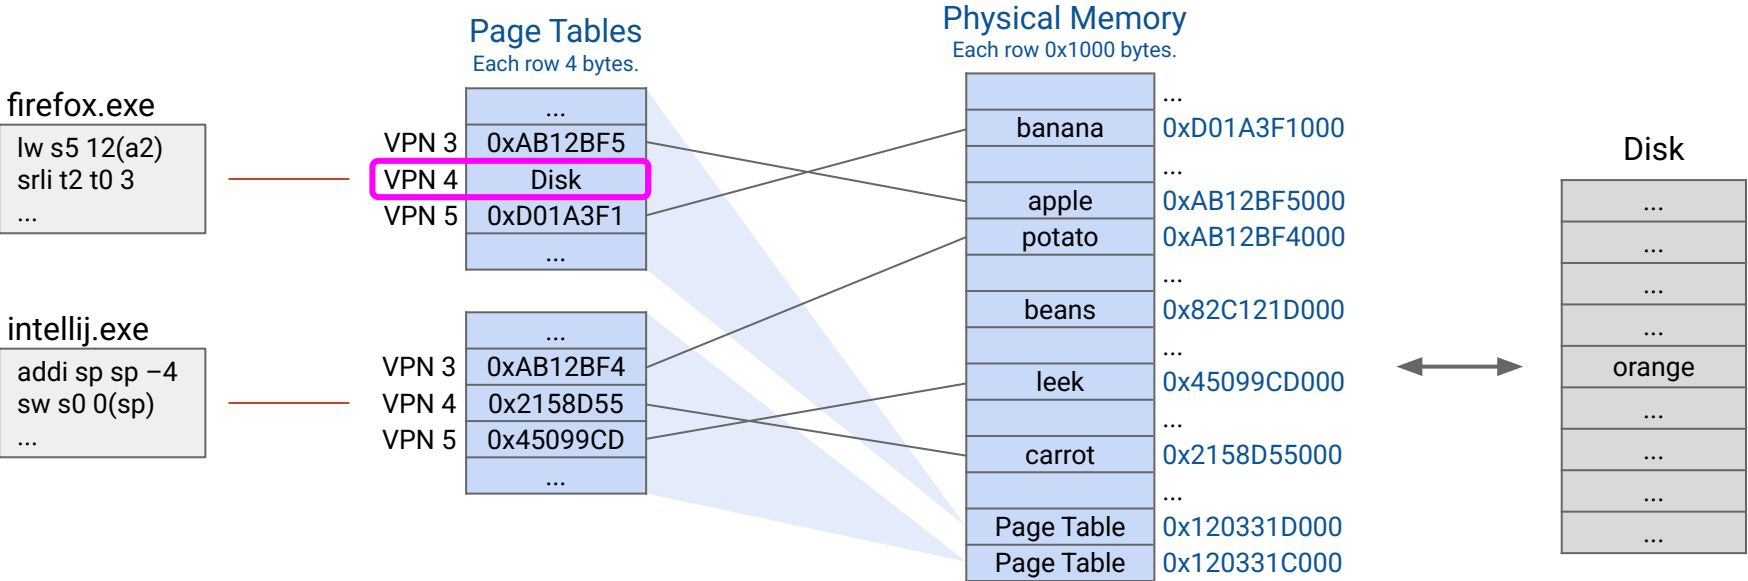 Page Tables
Each row 4 bytes.
Physical Memory
Each row 0x1000 bytes.
firefox.exe
lw s5 12(a2)
srli t2 t0 3
...
...
VPN 3 0xAB12BF5
VPN 4 Disk
VPN 5 0xD01A3F1
...
intellij.exe
addi sp sp −4
sw s0 0(sp)
...
...
VPN 3 0xAB12BF4
VPN 4 0x2158D55
VPN 5 0x45099CD
...
...
banana 0xD01A3F1000
...
apple 0xAB12BF5000
potato 0xAB12BF4000
...
beans 0x82C121D000
...
leek 0x45099CD000
...
carrot 0x2158D55000
...
Page Table 0x120331D000
Page Table 0x120331C000
Disk
...
...
...
...
orange
...
...
...
...